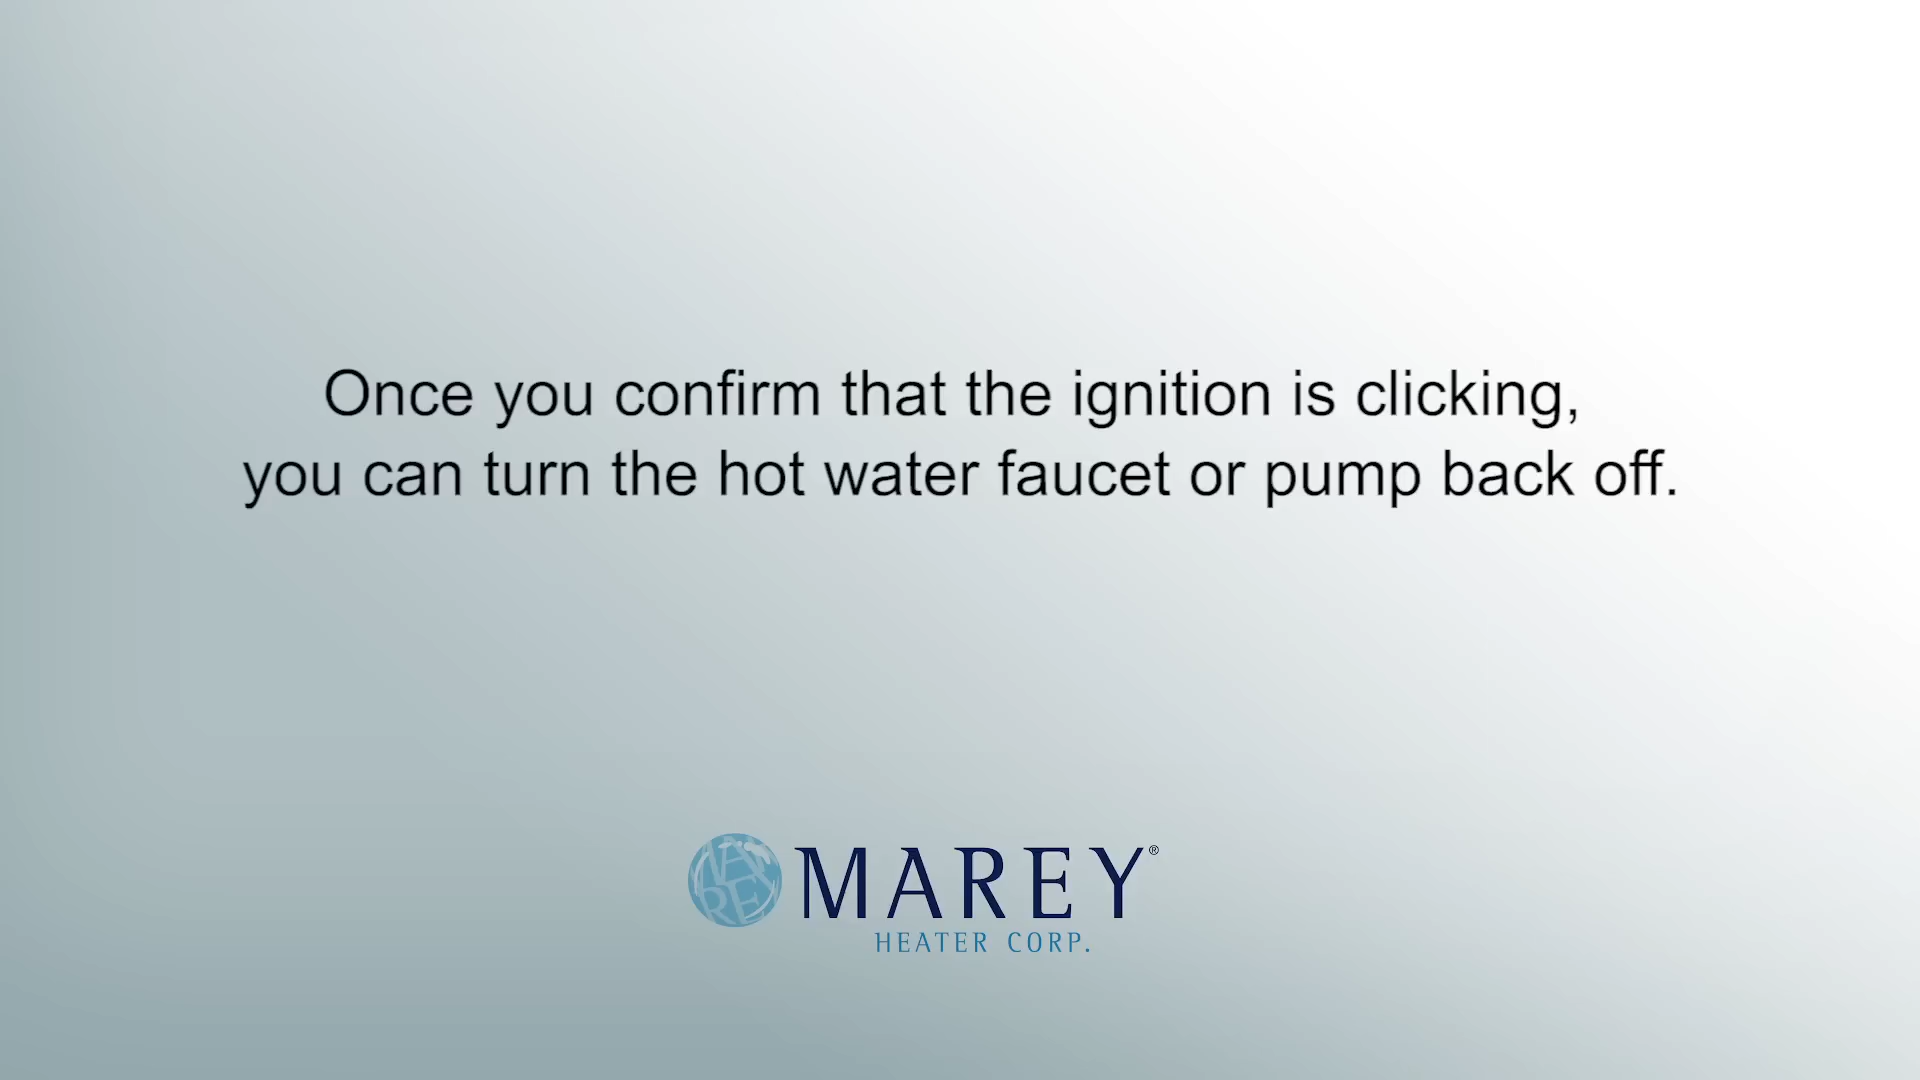 Once you confirm that the ignition is clicking,
you can turn the hot water faucet or pump back off.
MAREY®
HEATER CORP.